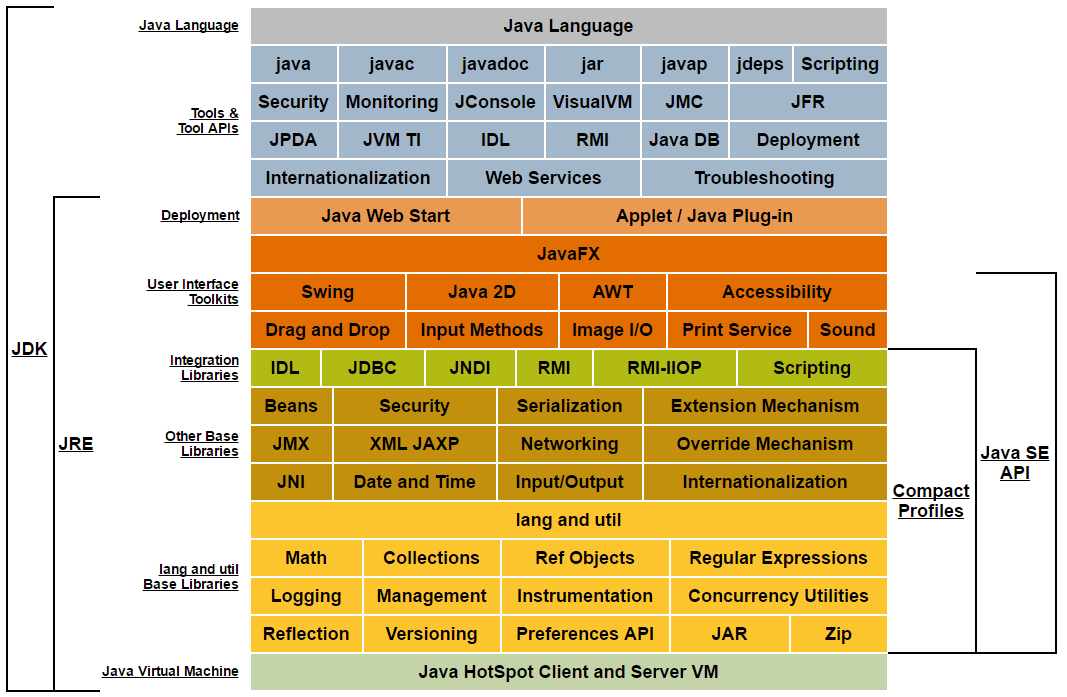 Java Language
Java Language
java javac javadoc jar javap jdeps Scripting
Security Monitoring JConsole VisualVM JMC JFR
Tools &
Tool APIs
JPDA JVM TI IDL RMI Java DB Deployment
Internationalization Web Services Troubleshooting
Deployment
Java Web Start Applet / Java Plug-in
JavaFX
User Interface
Toolkits
Swing Java 2D AWT Accessibility
Drag and Drop Input Methods Image I/O Print Service Sound
JDK
Integration
Libraries
IDL JDBC JNDI RMI RMI-IIOP Scripting
Beans Security Serialization Extension Mechanism
JRE
Other Base
Libraries
JMX XML JAXP Networking Override Mechanism
Java SE
API
JNI Date and Time Input/Output Internationalization
Compact
Profiles
lang and util
Math Collections Ref Objects Regular Expressions
lang and util
Base Libraries
Logging Management Instrumentation Concurrency Utilities
Reflection Versioning Preferences API JAR Zip
Java Virtual Machine
Java HotSpot Client and Server VM